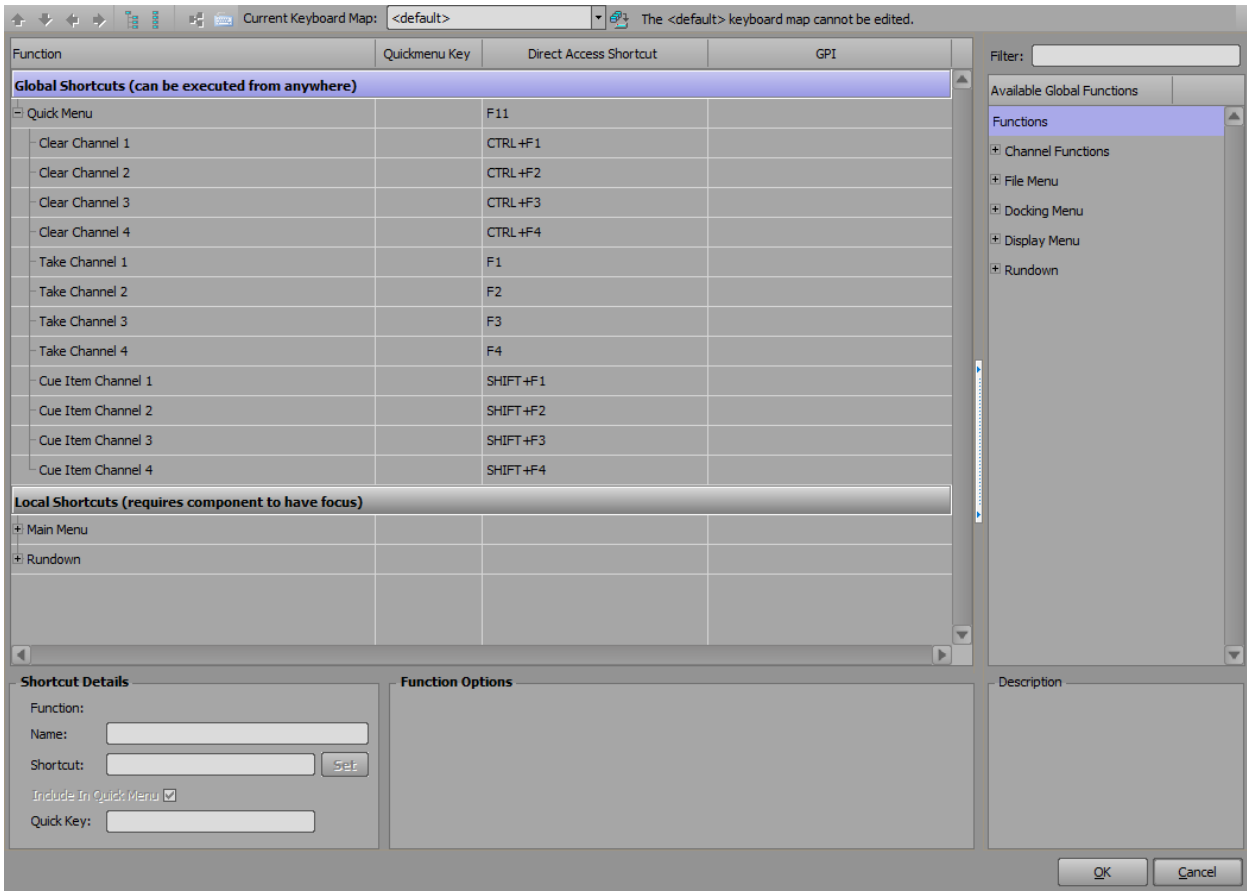 Current Keyboard Map: <default> The <default> keyboard map cannot be edited.
Function Quickmenu Key Direct Access Shortcut GPI
Filter:
Global Shortcuts (can be executed from anywhere)
Available Global Functions
Quick Menu F11
Functions
Clear Channel 1 CTRL+F1
Channel Functions
Clear Channel 2 CTRL+F2
File Menu
Clear Channel 3 CTRL+F3
Docking Menu
Clear Channel 4 CTRL+F4
Display Menu
Take Channel 1 F1
Rundown
Take Channel 2 F2
Take Channel 3 F3
Take Channel 4 F4
Cue Item Channel 1 SHIFT+F1
Cue Item Channel 2 SHIFT+F2
Cue Item Channel 3 SHIFT+F3
Cue Item Channel 4 SHIFT+F4
Local Shortcuts (requires component to have focus)
Main Menu
Rundown
Shortcut Details
Function Options
Description
Function:
Name:
Shortcut: Set
Include In Quick Menu
Quick Key:
OK Cancel